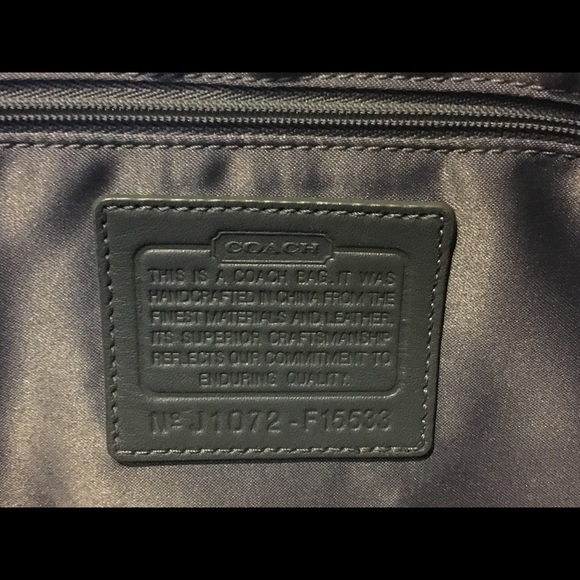 COACH
THIS IS A COACH BAG. IT WAS
HANDCRAFTED IN CHINA FROM THE
FINEST MATERIALS AND LEATHER.
ITS SUPERIOR CRAFTSMANSHIP
REFLECTS OUR COMMITMENT TO
ENDURING QUALITY.
Nº J1072-F15533